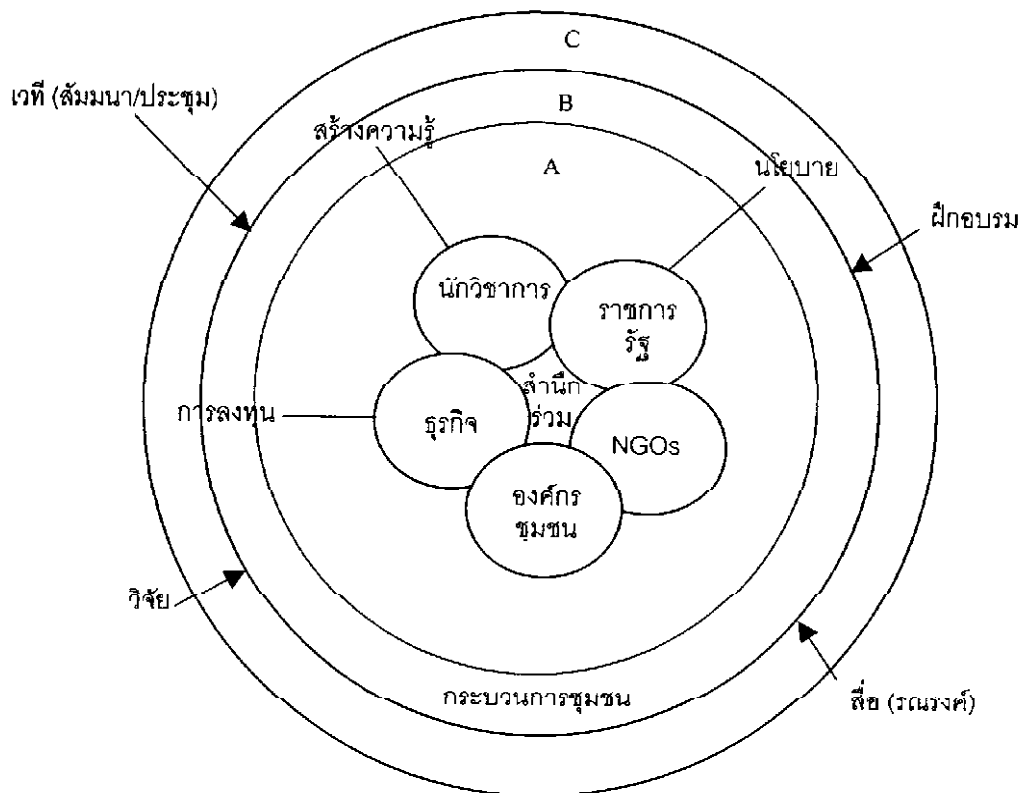 C
เวที (สัมมนา/ประชุม)
B
สร้างความรู้
A
นโยบาย
ฝึกอบรม
นักวิชาการ
ราชการ
รัฐ
สำนึก
ร่วม
การลงทุน
ธุรกิจ
NGOs
องค์กร
ชุมชน
วิจัย
กระบวนการชุมชน
สื่อ (รณรงค์)